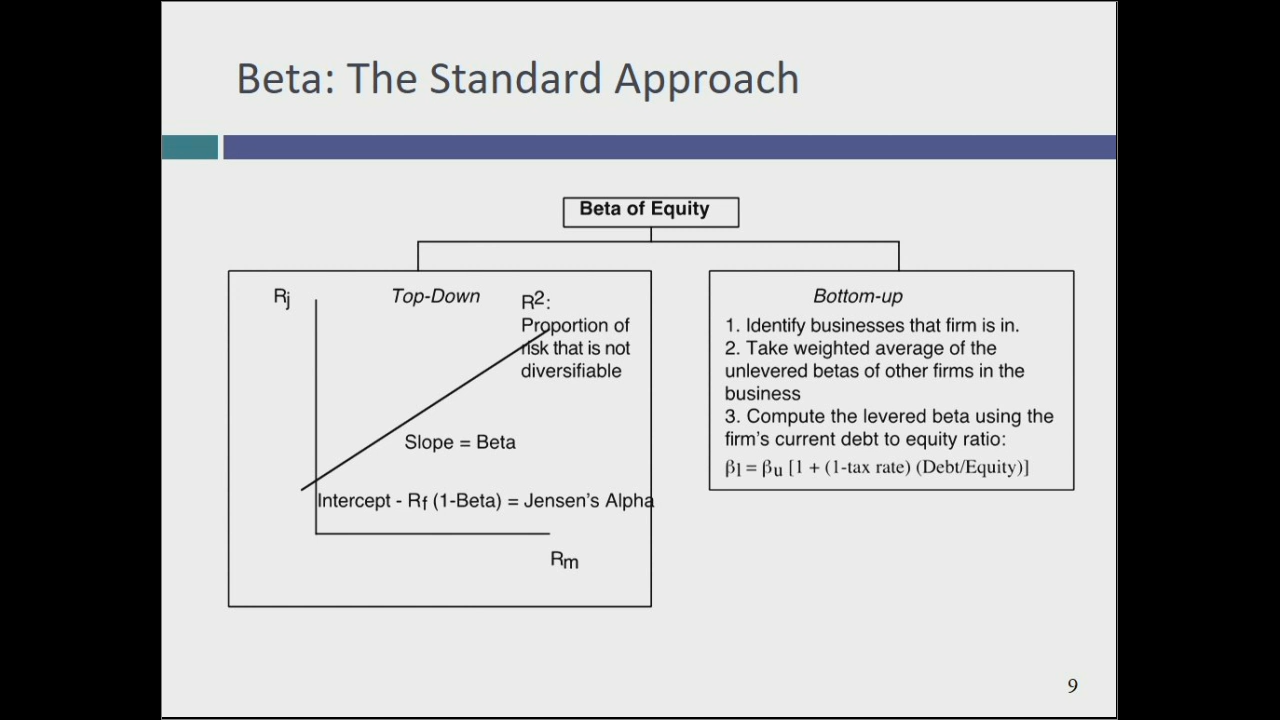 Beta: The Standard Approach
Beta of Equity
Rj
Top-Down
R2:
Proportion of
risk that is not
diversifiable
Slope = Beta
Intercept - Rf (1-Beta) = Jensen's Alpha
Rm
Bottom-up
1. Identify businesses that firm is in.
2. Take weighted average of the
unlevered betas of other firms in the
business
3. Compute the levered beta using the
firm's current debt to equity ratio:
βl = βu [1 + (1-tax rate) (Debt/Equity)]
9